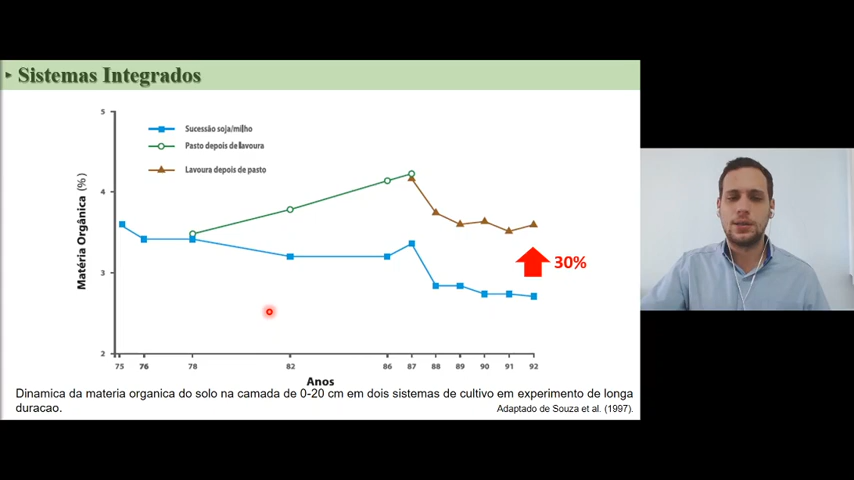 Sistemas Integrados
5
Sucessão soja/milho
Pasto depois de lavoura
Lavoura depois de pasto
4
Matéria Orgânica (%)
30%
3
2
75 76 78 82 86 87 88 89 90 91 92
Anos
Dinamica da materia organica do solo na camada de 0-20 cm em dois sistemas de cultivo em experimento de longa
duracao.
Adaptado de Souza et al. (1997).